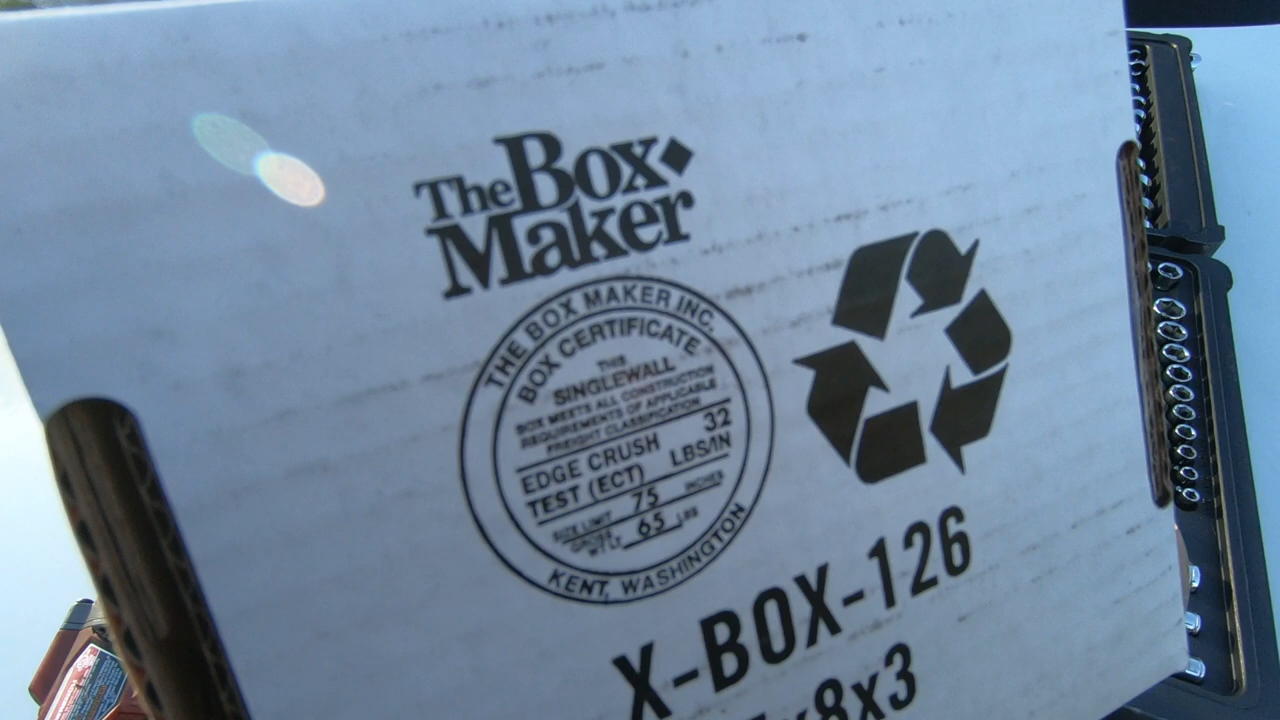 The Box
Maker
THE BOX MAKER INC.
BOX CERTIFICATE
THIS
SINGLEWALL
BOX MEETS ALL CONSTRUCTION
REQUIREMENTS OF APPLICABLE
FREIGHT CLASSIFICATION
EDGE CRUSH 32
TEST (ECT) LBS/IN
SIZE LIMIT 75 INCHES
GROSS
WT LT 65 LBS
KENT, WASHINGTON
X-BOX-126
x8x3